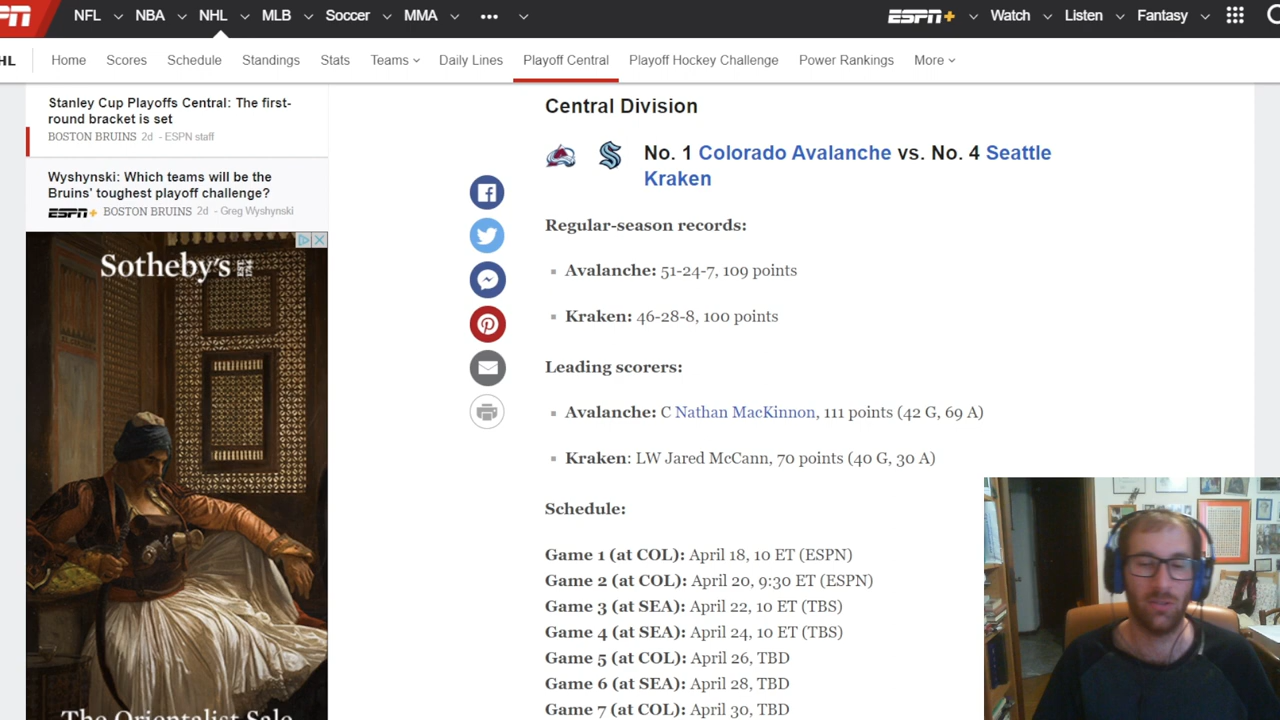 NFL NBA NHL MLB Soccer MMA ••• ESPN+ Watch Listen Fantasy
Home Scores Schedule Standings Stats Teams Daily Lines Playoff Central Playoff Hockey Challenge Power Rankings More
Stanley Cup Playoffs Central: The first-
round bracket is set
BOSTON BRUINS 2d - ESPN staff
Wyshynski: Which teams will be the
Bruins' toughest playoff challenge?
ESPN+ BOSTON BRUINS 2d - Greg Wyshynski
Sotheby's
The Orientalist Sale
Central Division
No. 1 Colorado Avalanche vs. No. 4 Seattle
Kraken
Regular-season records:
Avalanche: 51-24-7, 109 points
Kraken: 46-28-8, 100 points
Leading scorers:
Avalanche: C Nathan MacKinnon, 111 points (42 G, 69 A)
Kraken: LW Jared McCann, 70 points (40 G, 30 A)
Schedule:
Game 1 (at COL): April 18, 10 ET (ESPN)
Game 2 (at COL): April 20, 9:30 ET (ESPN)
Game 3 (at SEA): April 22, 10 ET (TBS)
Game 4 (at SEA): April 24, 10 ET (TBS)
Game 5 (at COL): April 26, TBD
Game 6 (at SEA): April 28, TBD
Game 7 (at COL): April 30, TBD